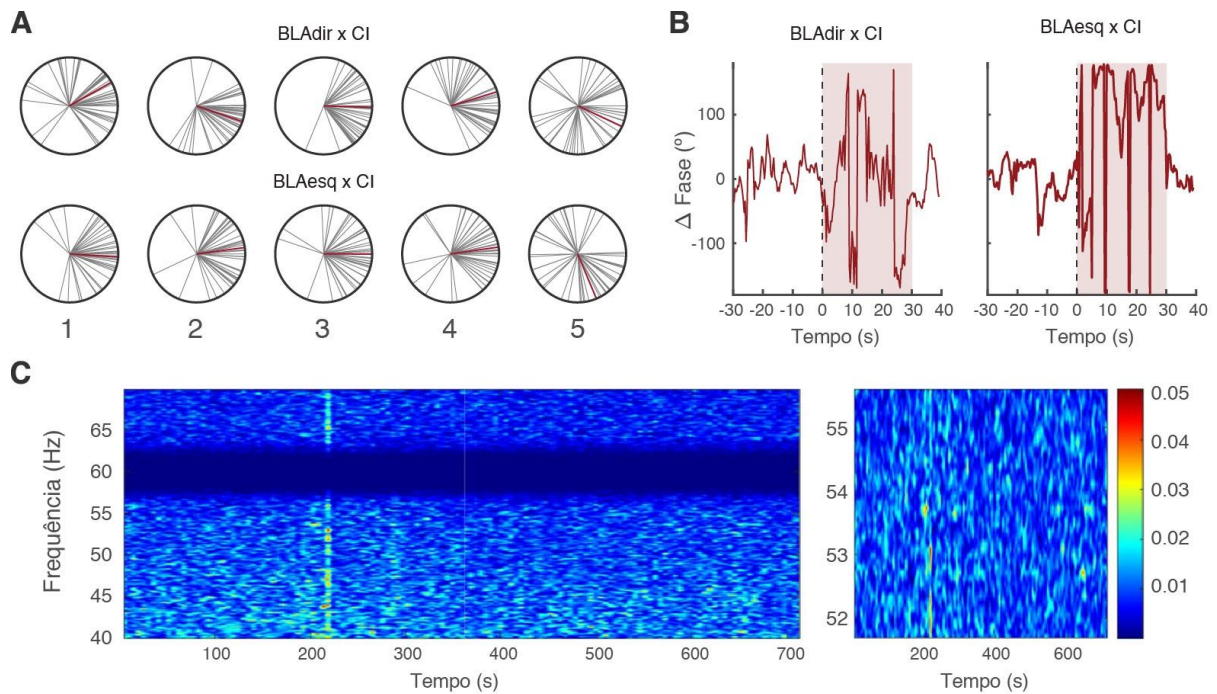 A
BLAdir x CI
BLAesq x CI
1 2 3 4 5
B
BLAdir x CI
BLAesq x CI
Δ Fase (º)
100
0
-100
-30 -20 -10 0 10 20 30 40
-30 -20 -10 0 10 20 30 40
Tempo (s)
Tempo (s)
C
Frequência (Hz)
65
60
55
50
45
40
100 200 300 400 500 600 700
Tempo (s)
55
54
53
52
200 400 600
Tempo (s)
0.05
0.04
0.03
0.02
0.01